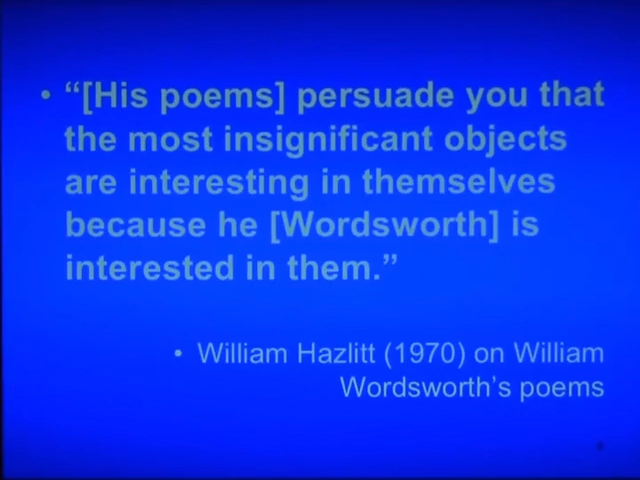 • “[His poems] persuade you that
the most insignificant objects
are interesting in themselves
because he [Wordsworth] is
interested in them.”
• William Hazlitt (1970) on William
Wordsworth’s poems